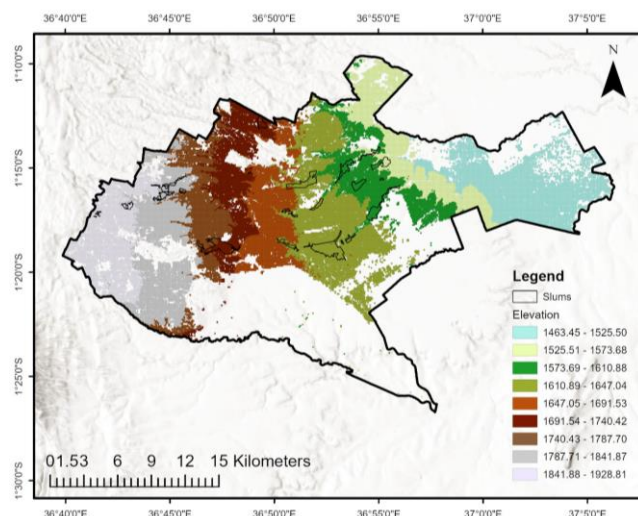 36°40'0"E 36°45'0"E 36°50'0"E 36°55'0"E 37°0'0"E 37°5'0"E
N
1°10'0"S
1°15'0"S
1°20'0"S
1°25'0"S
1°30'0"S
Legend
Slums
Elevation
1463.45 - 1525.50
1525.51 - 1573.68
1573.69 - 1610.88
1610.89 - 1647.04
1647.05 - 1691.53
1691.54 - 1740.42
1740.43 - 1787.70
1787.71 - 1841.87
1841.88 - 1928.81
01.53 6 9 12 15 Kilometers
36°40'0"E 36°45'0"E 36°50'0"E 36°55'0"E 37°0'0"E 37°5'0"E